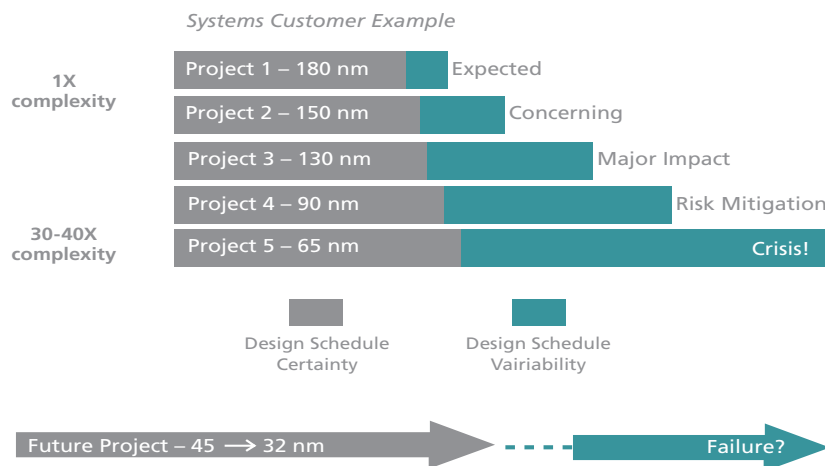 Systems Customer Example
1X
complexity
Project 1 – 180 nm
Expected
Project 2 – 150 nm
Concerning
Project 3 – 130 nm
Major Impact
Project 4 – 90 nm
Risk Mitigation
30-40X
complexity
Project 5 – 65 nm
Crisis!
Design Schedule
Certainty
Design Schedule
Vairiability
Future Project – 45 → 32 nm
Failure?